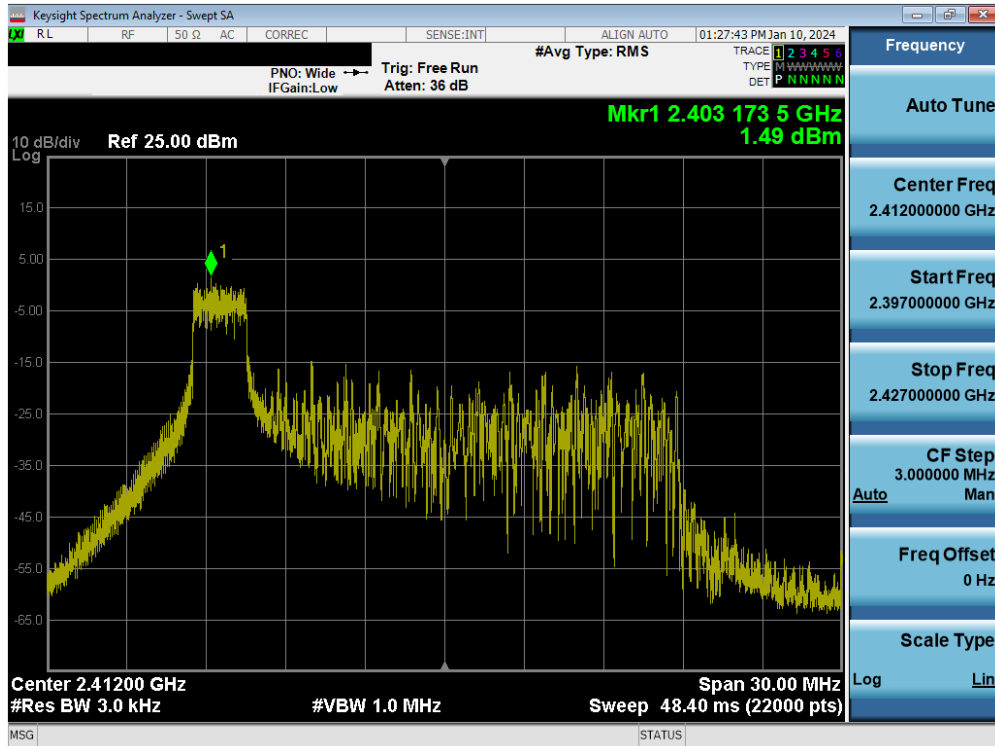 Keysight Spectrum Analyzer - Swept SA
LXI RL RF 50 Ω AC CORREC SENSE:INT ALIGN AUTO 01:27:43 PM Jan 10, 2024
PNO: Wide
IFGain:Low
Trig: Free Run
Atten: 36 dB
#Avg Type: RMS
TRACE 1 2 3 4 5 6
TYPE M WWWWW
DET P N N N N N
Mkr1 2.403 173 5 GHz
1.49 dBm
10 dB/div
Log
Ref 25.00 dBm
15.0
5.00
-5.00
-15.0
-25.0
-35.0
-45.0
-55.0
-65.0
1
Center 2.41200 GHz
Span 30.00 MHz
#Res BW 3.0 kHz
#VBW 1.0 MHz
Sweep 48.40 ms (22000 pts)
MSG
STATUS
Frequency
Auto Tune
Center Freq
2.412000000 GHz
Start Freq
2.397000000 GHz
Stop Freq
2.427000000 GHz
CF Step
3.000000 MHz
Auto Man
Freq Offset
0 Hz
Scale Type
Log Lin